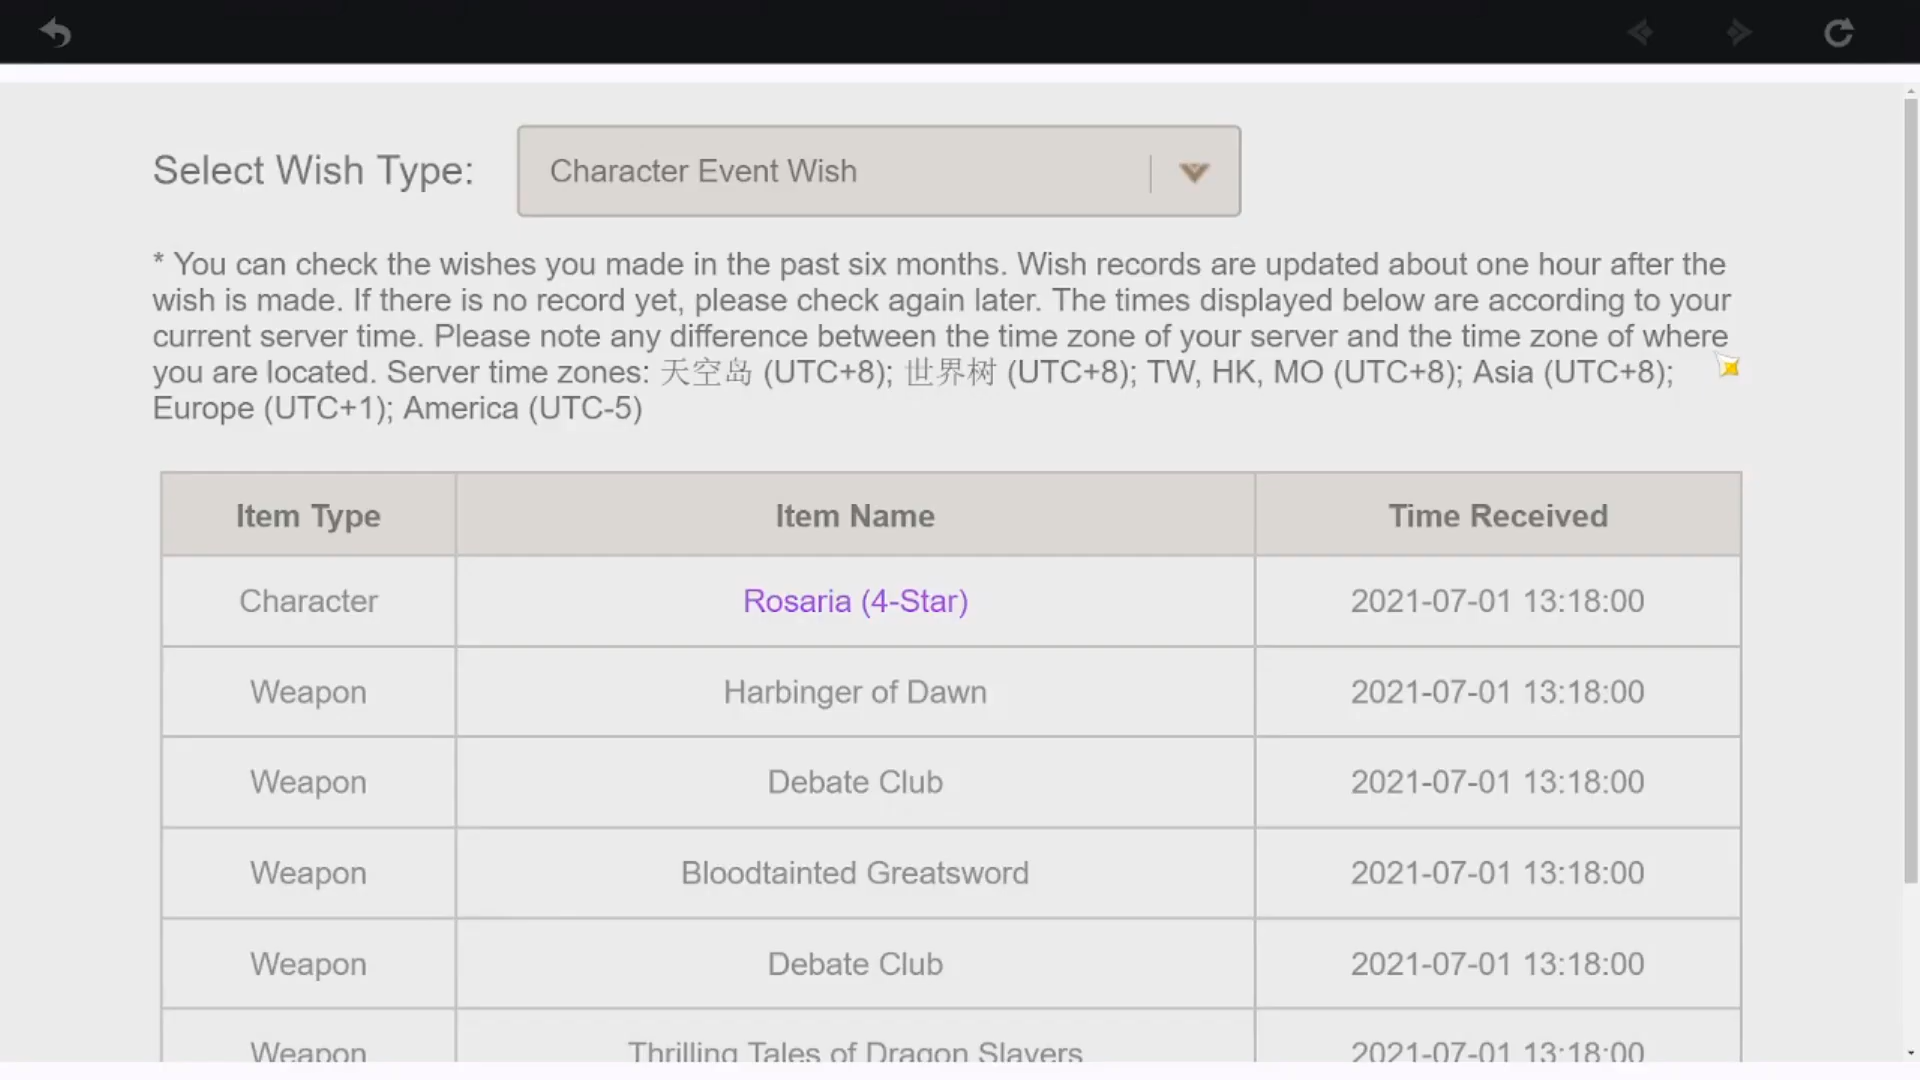 Select Wish Type: Character Event Wish
* You can check the wishes you made in the past six months. Wish records are updated about one hour after the
wish is made. If there is no record yet, please check again later. The times displayed below are according to your
current server time. Please note any difference between the time zone of your server and the time zone of where
you are located. Server time zones: 天空岛 (UTC+8); 世界树 (UTC+8); TW, HK, MO (UTC+8); Asia (UTC+8);
Europe (UTC+1); America (UTC-5)
Item Type Item Name Time Received
Character Rosaria (4-Star) 2021-07-01 13:18:00
Weapon Harbinger of Dawn 2021-07-01 13:18:00
Weapon Debate Club 2021-07-01 13:18:00
Weapon Bloodtainted Greatsword 2021-07-01 13:18:00
Weapon Debate Club 2021-07-01 13:18:00
Weapon Thrilling Tales of Dragon Slayers 2021-07-01 13:18:00